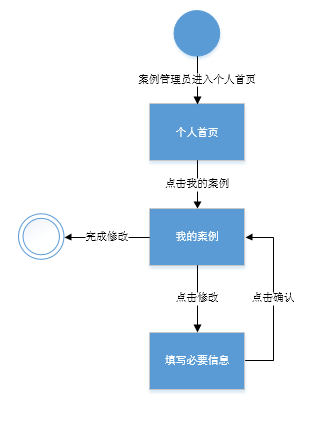 案例管理员进入个人首页
个人首页
点击我的案例
完成修改
我的案例
点击修改
点击确认
填写必要信息